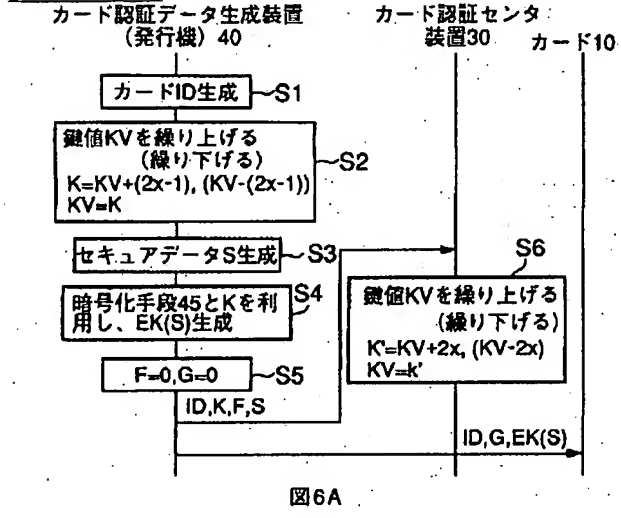 カード認証データ生成装置
(発行機) 40
カード認証センタ
装置30
カード10
カードID生成
S1
鍵値KVを繰り上げる
(繰り下げる)
K=KV+(2x-1), (KV-(2x-1))
KV=K
S2
セキュアデータS生成
S3
暗号化手段45とKを利
用し、EK(S)生成
S4
F=0,G=0
S5
ID,K,F,S
S6
鍵値KVを繰り上げる
(繰り下げる)
K'=KV+2x, (KV-2x)
KV=k'
ID,G,EK(S)
図6A